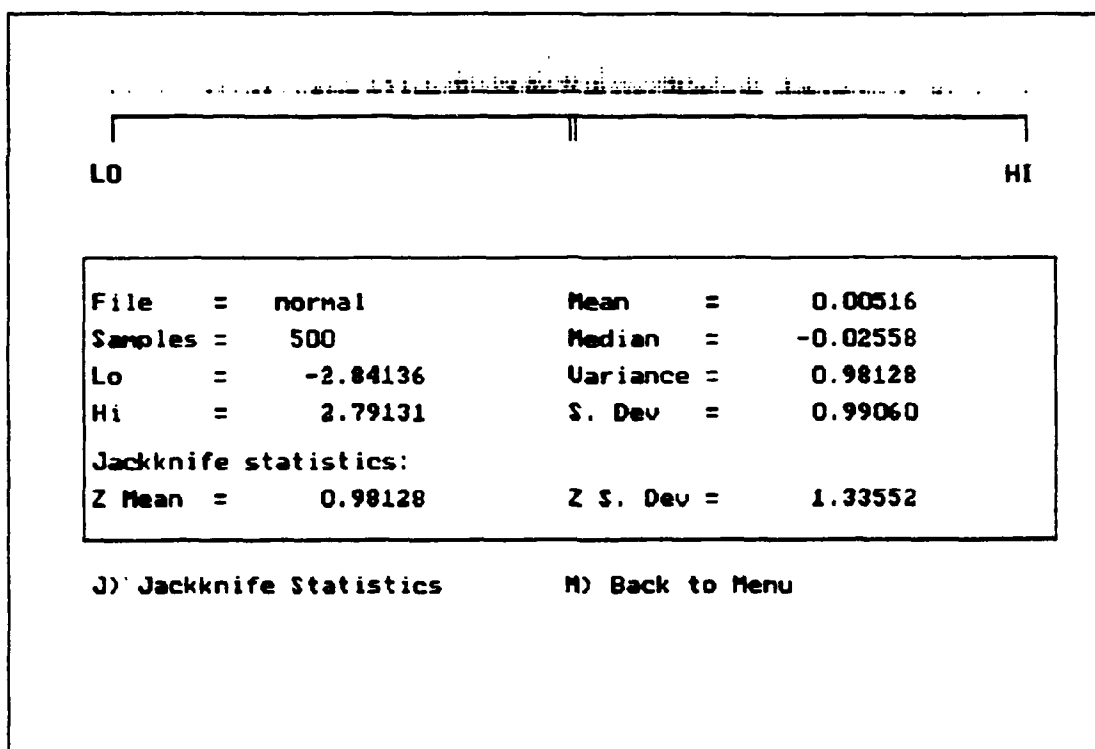 LO HI
File = normal Mean = 0.00516
Samples = 500 Median = -0.02558
Lo = -2.84136 Variance = 0.98128
Hi = 2.79131 S. Dev = 0.99060
Jackknife statistics:
Z Mean = 0.98128 Z S. Dev = 1.33552
J) Jackknife Statistics M) Back to Menu